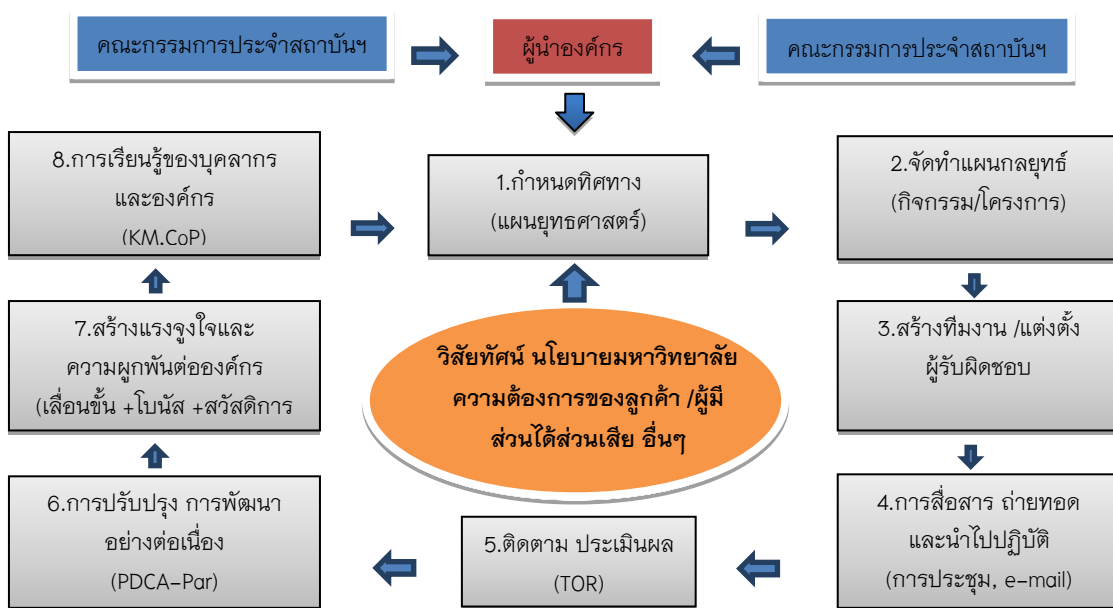 คณะกรรมการประจำสถาบันฯ
ผู้นำองค์กร
คณะกรรมการประจำสถาบันฯ
8.การเรียนรู้ของบุคลากร
และองค์กร
(KM.CoP)
1.กำหนดทิศทาง
(แผนยุทธศาสตร์)
2.จัดทำแผนกลยุทธ์
(กิจกรรม/โครงการ)
7.สร้างแรงจูงใจและ
ความผูกพันต่อองค์กร
(เลื่อนขั้น +โบนัส +สวัสดิการ
วิสัยทัศน์ นโยบายมหาวิทยาลัย
ความต้องการของลูกค้า /ผู้มี
ส่วนได้ส่วนเสีย อื่นๆ
3.สร้างทีมงาน /แต่งตั้ง
ผู้รับผิดชอบ
6.การปรับปรุง การพัฒนา
อย่างต่อเนื่อง
(PDCA-Par)
5.ติดตาม ประเมินผล
(TOR)
4.การสื่อสาร ถ่ายทอด
และนำไปปฏิบัติ
(การประชุม, e-mail)